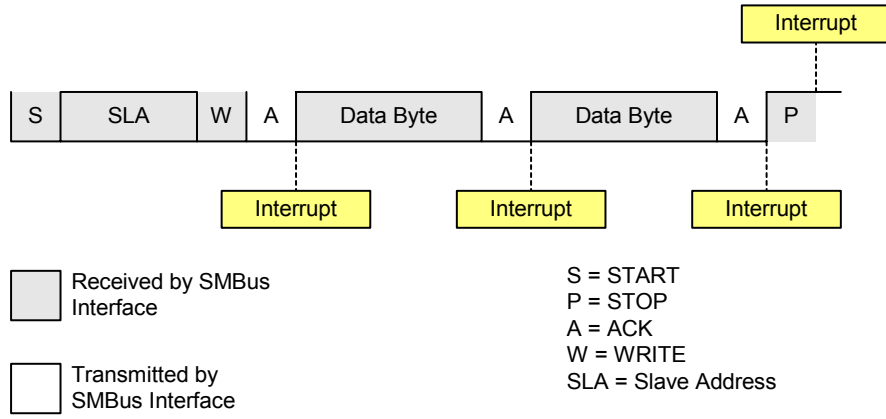 Interrupt
S SLA W A Data Byte A Data Byte A P
Interrupt Interrupt Interrupt
Received by SMBus
Interface
Transmitted by
SMBus Interface
S = START
P = STOP
A = ACK
W = WRITE
SLA = Slave Address